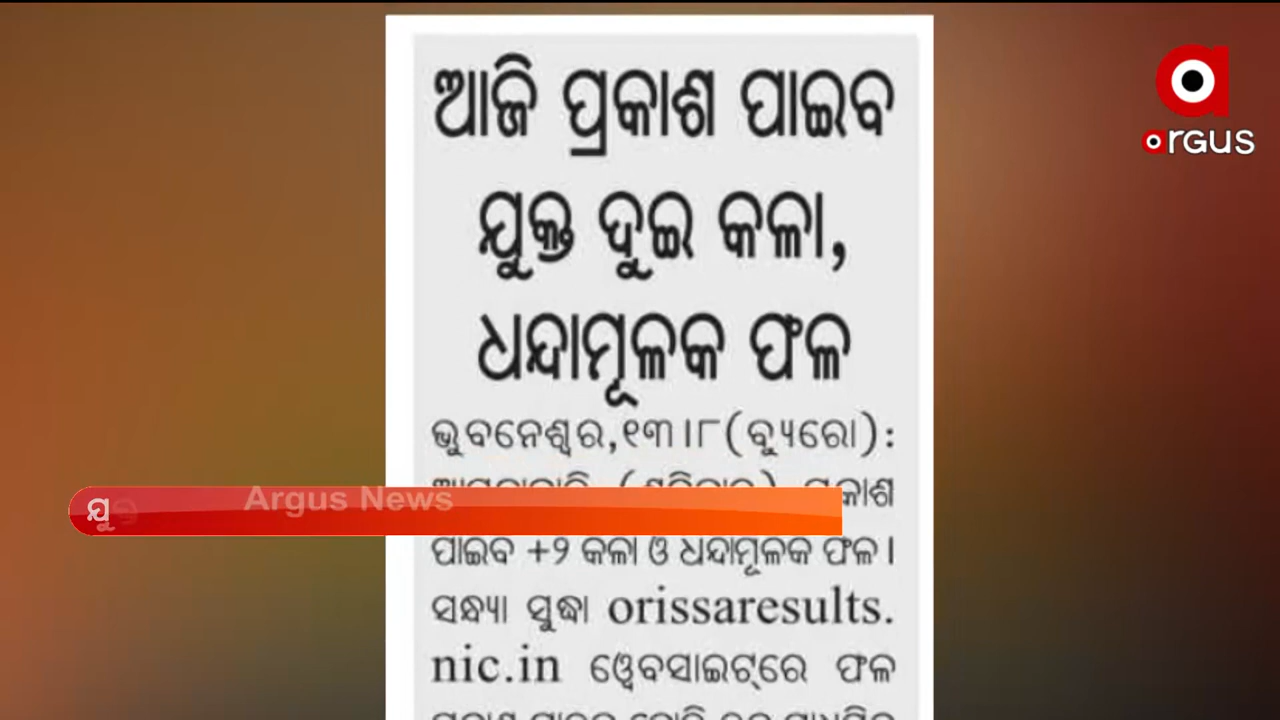 ଆଜି ପ୍ରକାଶ ପାଇବ
ଯୁକ୍ତ ଦୁଇ କଳା,
ଧନ୍ଦାମୂଳକ ଫଳ
ଭୁବନେଶ୍ୱର,୧୩।୮(ବ୍ୟୁରୋ):
ପାଇବ +୨ କଳା ଓ ଧନ୍ଦାମୂଳକ ଫଳ।
ସନ୍ଧ୍ୟା ସୁଦ୍ଧା orissaresults.
nic.in ୱେବସାଇଟ୍‌ରେ ଫଳ
ଯୁକ୍ତ
Argus News
argus